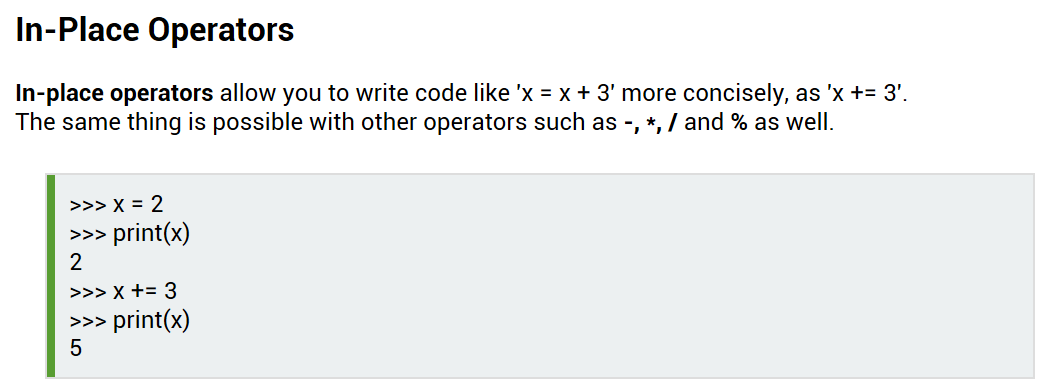 In-Place Operators
In-place operators allow you to write code like 'x = x + 3' more concisely, as 'x += 3'.
The same thing is possible with other operators such as -, *, / and % as well.
>>> x = 2
>>> print(x)
2
>>> x += 3
>>> print(x)
5